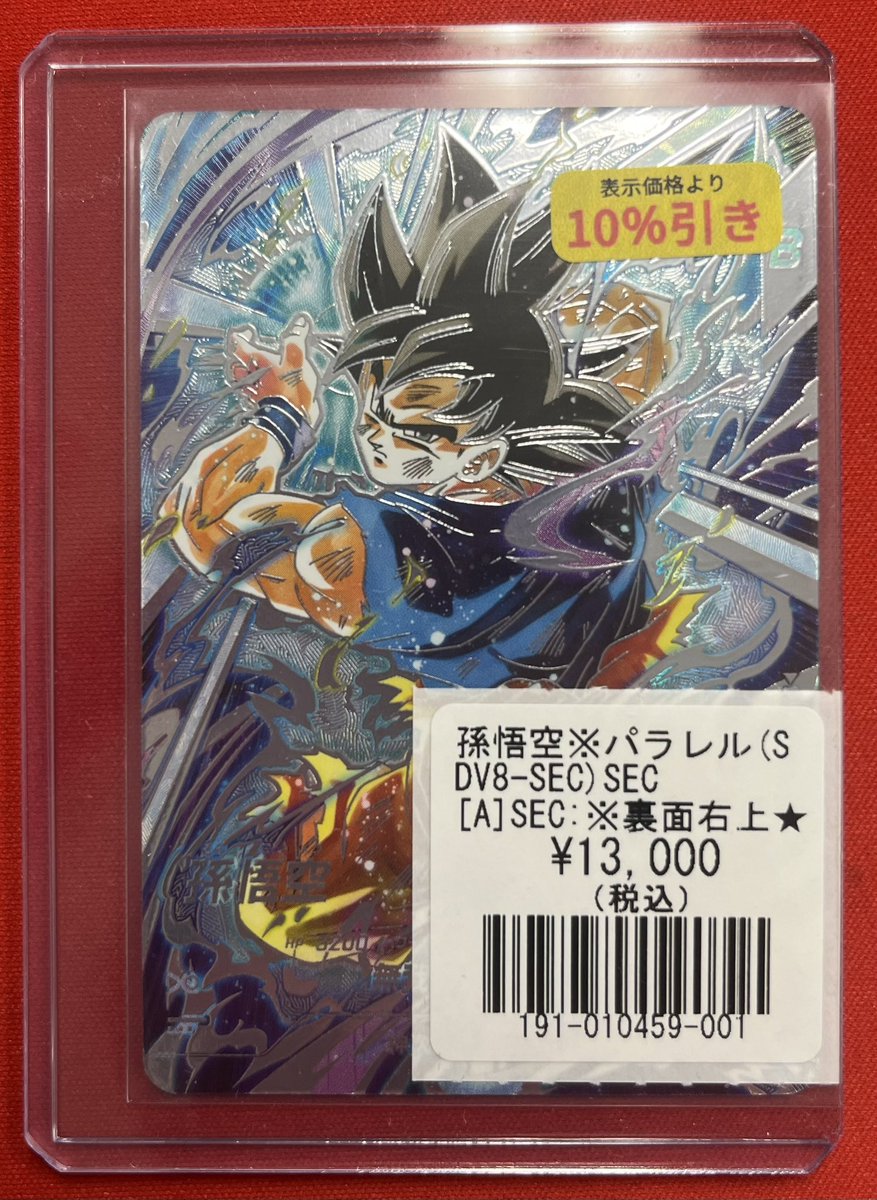 表示価格より
10%引き
孫悟空※パラレル(S
DV8-SEC)SEC
[A]SEC:※裏面右上★
¥13,000
(税込)
191-010459-001
孫悟空
HP